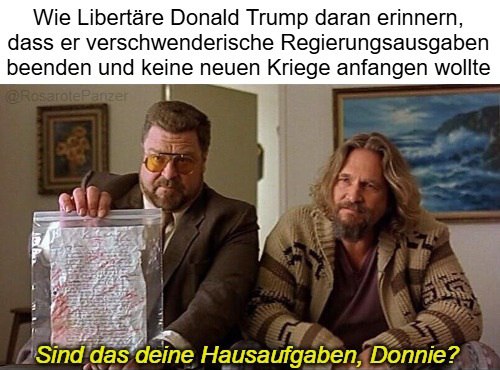 Wie Libertäre Donald Trump daran erinnern,
dass er verschwenderische Regierungsausgaben
beenden und keine neuen Kriege anfangen wollte
@RosarotePanzer
Sind das deine Hausaufgaben, Donnie?